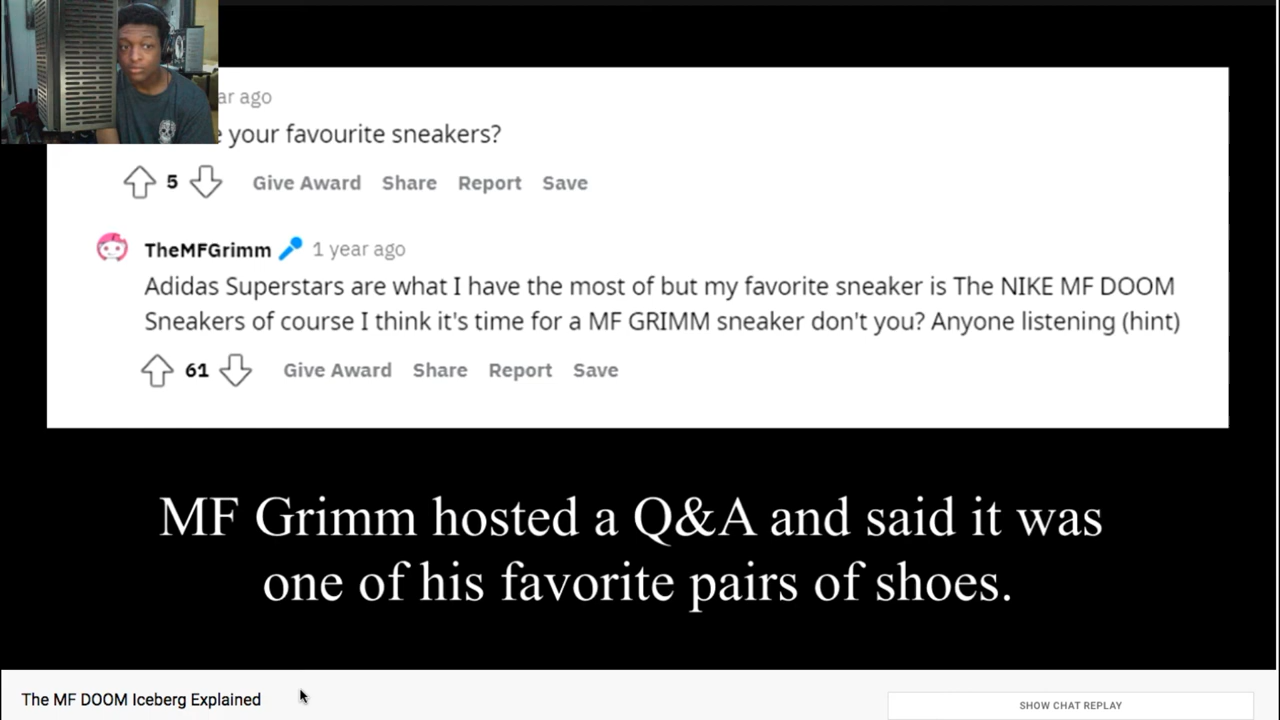 ar ago
e your favourite sneakers?
5 Give Award Share Report Save
TheMFGrimm 1 year ago
Adidas Superstars are what I have the most of but my favorite sneaker is The NIKE MF DOOM
Sneakers of course I think it's time for a MF GRIMM sneaker don't you? Anyone listening (hint)
61 Give Award Share Report Save
MF Grimm hosted a Q&A and said it was
one of his favorite pairs of shoes.
The MF DOOM Iceberg Explained
SHOW CHAT REPLAY